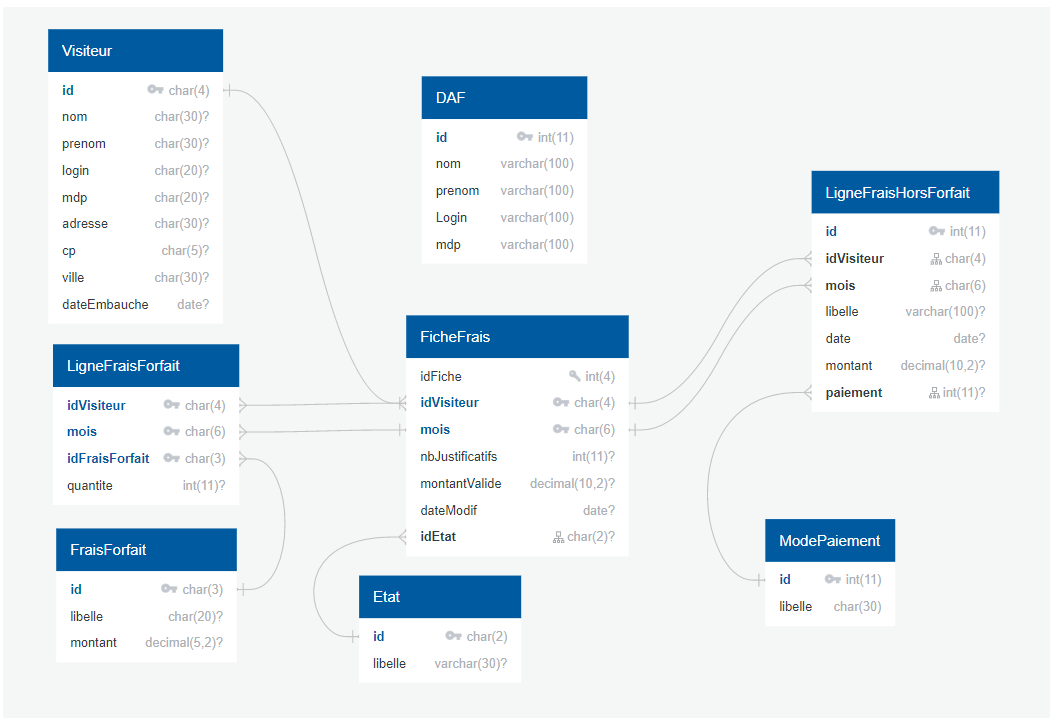 Visiteur
id char(4)
nom char(30)?
prenom char(30)?
login char(20)?
mdp char(20)?
adresse char(30)?
cp char(5)?
ville char(30)?
dateEmbauche date?
DAF
id int(11)
nom varchar(100)
prenom varchar(100)
Login varchar(100)
mdp varchar(100)
LigneFraisHorsForfait
id int(11)
idVisiteur char(4)
mois char(6)
libelle varchar(100)?
date date?
montant decimal(10,2)?
paiement int(11)?
FicheFrais
idFiche int(4)
idVisiteur char(4)
mois char(6)
nbJustificatifs int(11)?
montantValide decimal(10,2)?
dateModif date?
idEtat char(2)?
LigneFraisForfait
idVisiteur char(4)
mois char(6)
idFraisForfait char(3)
quantite int(11)?
FraisForfait
id char(3)
libelle char(20)?
montant decimal(5,2)?
Etat
id char(2)
libelle varchar(30)?
ModePaiement
id int(11)
libelle char(30)